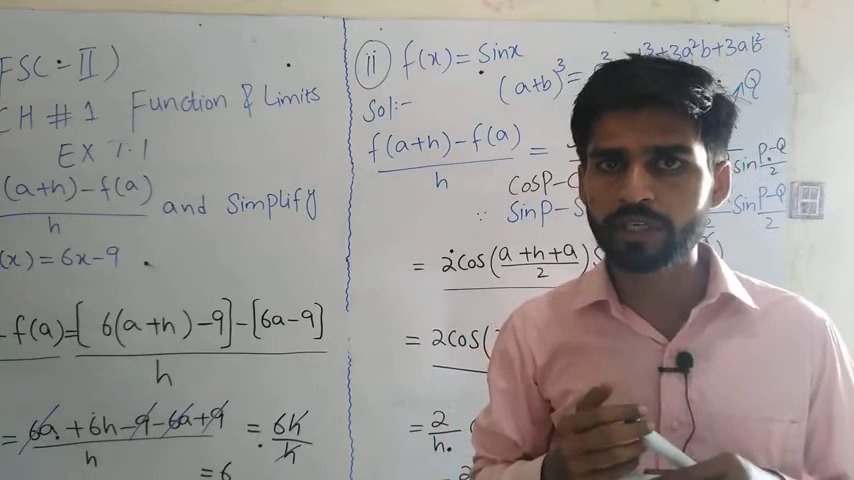 FSC-II)
CH # 1 Function & Limits
EX 1.1
(a+h)-f(a)
h
and Simplify
(x)=6x-9
-f(a)=[6(a+h)-9]-[6a-9]
h
=6a+6h-9-6a+9
h
=6h
h
=6
ii f(x)=Sinx
(a+b)³=
+3a²b+3ab²
Sol:-
f(a+h)-f(a)
h
=
Q
CosP-
Sin P-Q
2
∵ SinP-S
Sin P-Q
2
= 2cos(a+h+a
2
)
= 2cos(
= 2
h